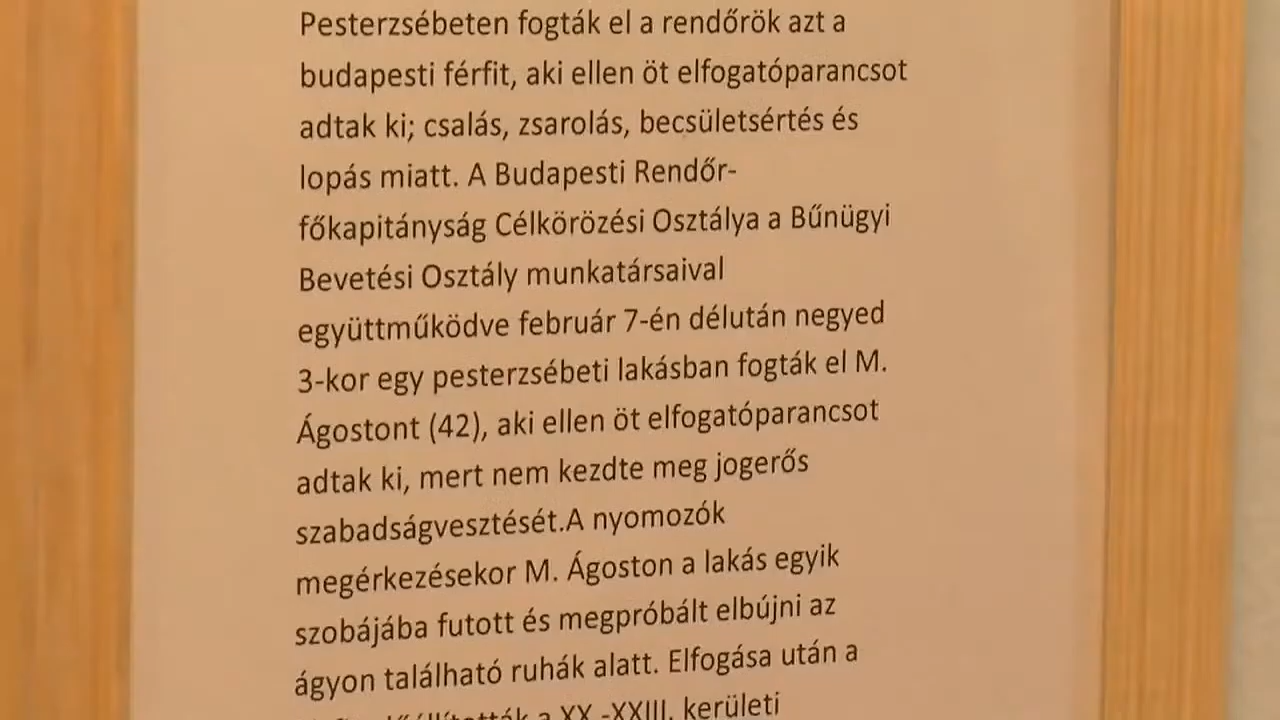 Pesterzsébeten fogták el a rendőrök azt a
budapesti férfit, aki ellen öt elfogatóparancsot
adtak ki; csalás, zsarolás, becsületsértés és
lopás miatt. A Budapesti Rendőr-
főkapitányság Célkörözési Osztálya a Bűnügyi
Bevetési Osztály munkatársaival
együttműködve február 7-én délután negyed
3-kor egy pesterzsébeti lakásban fogták el M.
Ágostont (42), aki ellen öt elfogatóparancsot
adtak ki, mert nem kezdte meg jogerős
szabadságvesztését.A nyomozók
megérkezésekor M. Ágoston a lakás egyik
szobájába futott és megpróbált elbújni az
ágyon található ruhák alatt. Elfogása után a
a XX.-XXIII. kerületi